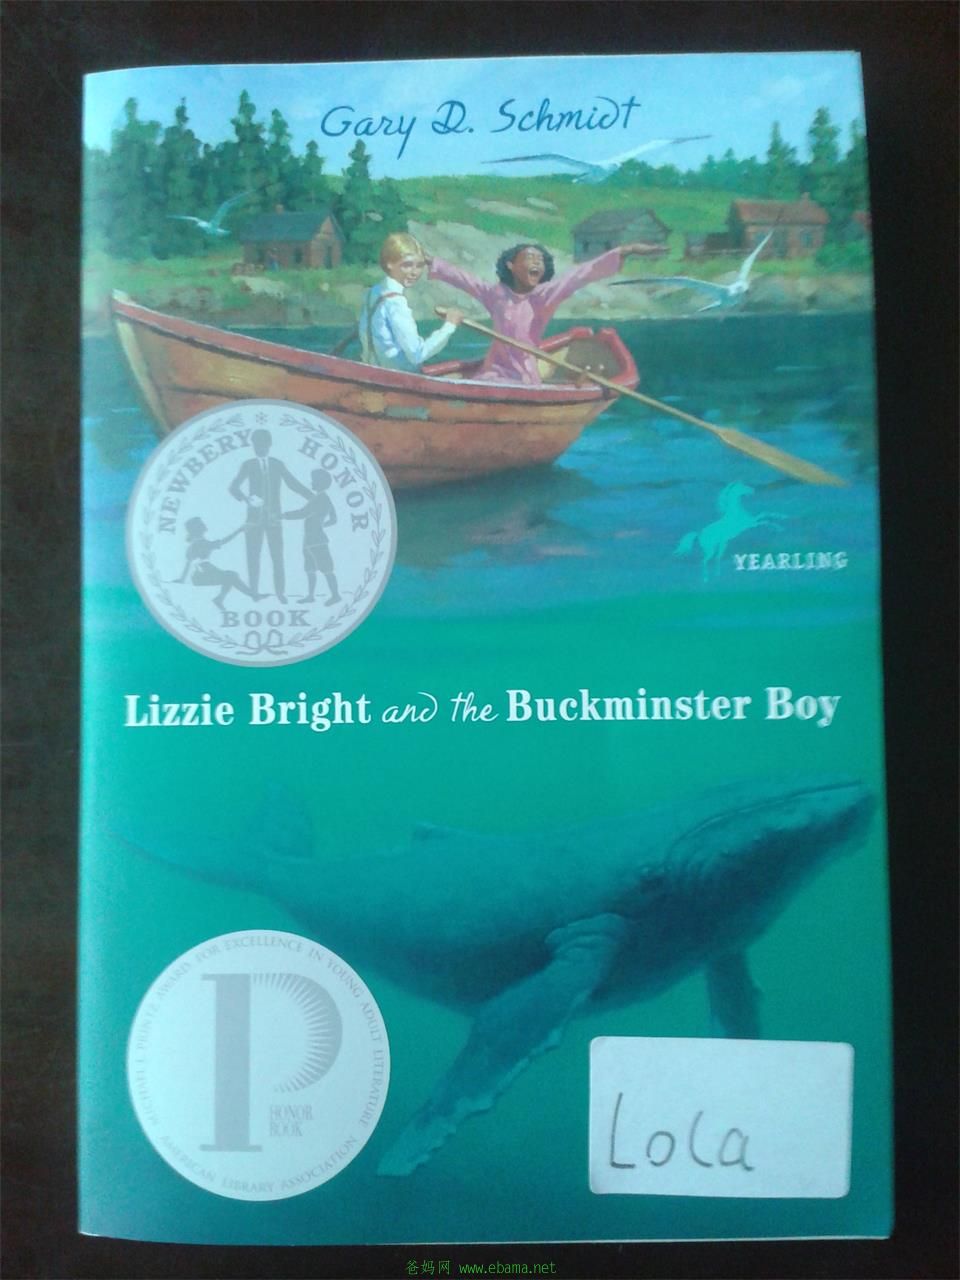 Gary D. Schmidt
NEWBERY HONOR
BOOK
YEARLING
Lizzie Bright and the Buckminster Boy
MICHAEL L. PRINTZ AWARD FOR EXCELLENCE IN YOUNG ADULT LITERATURE
HONOR
BOOK
AMERICAN LIBRARY ASSOCIATION
Lola
爸妈网 www.ebama.net